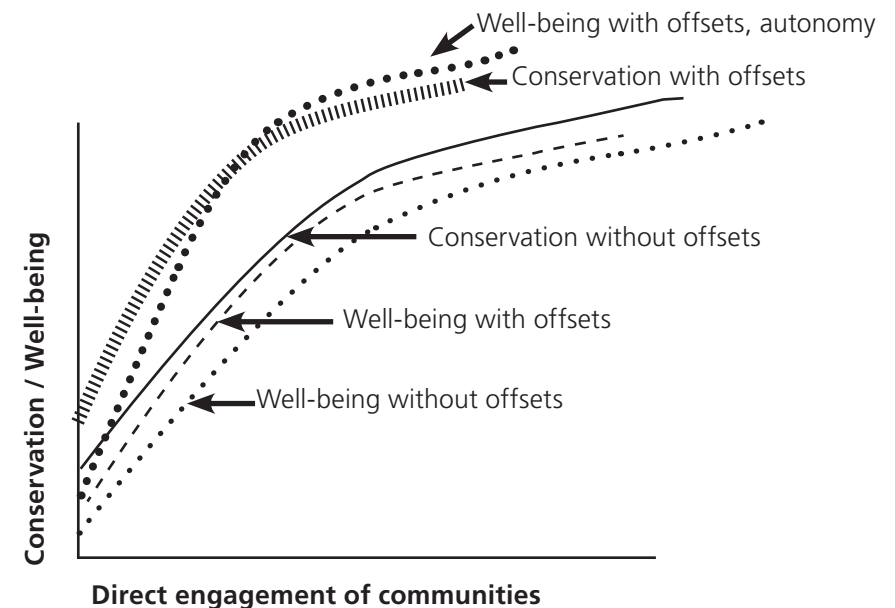 Well-being with offsets, autonomy
Conservation with offsets
Conservation without offsets
Well-being with offsets
Well-being without offsets
Conservation / Well-being
Direct engagement of communities